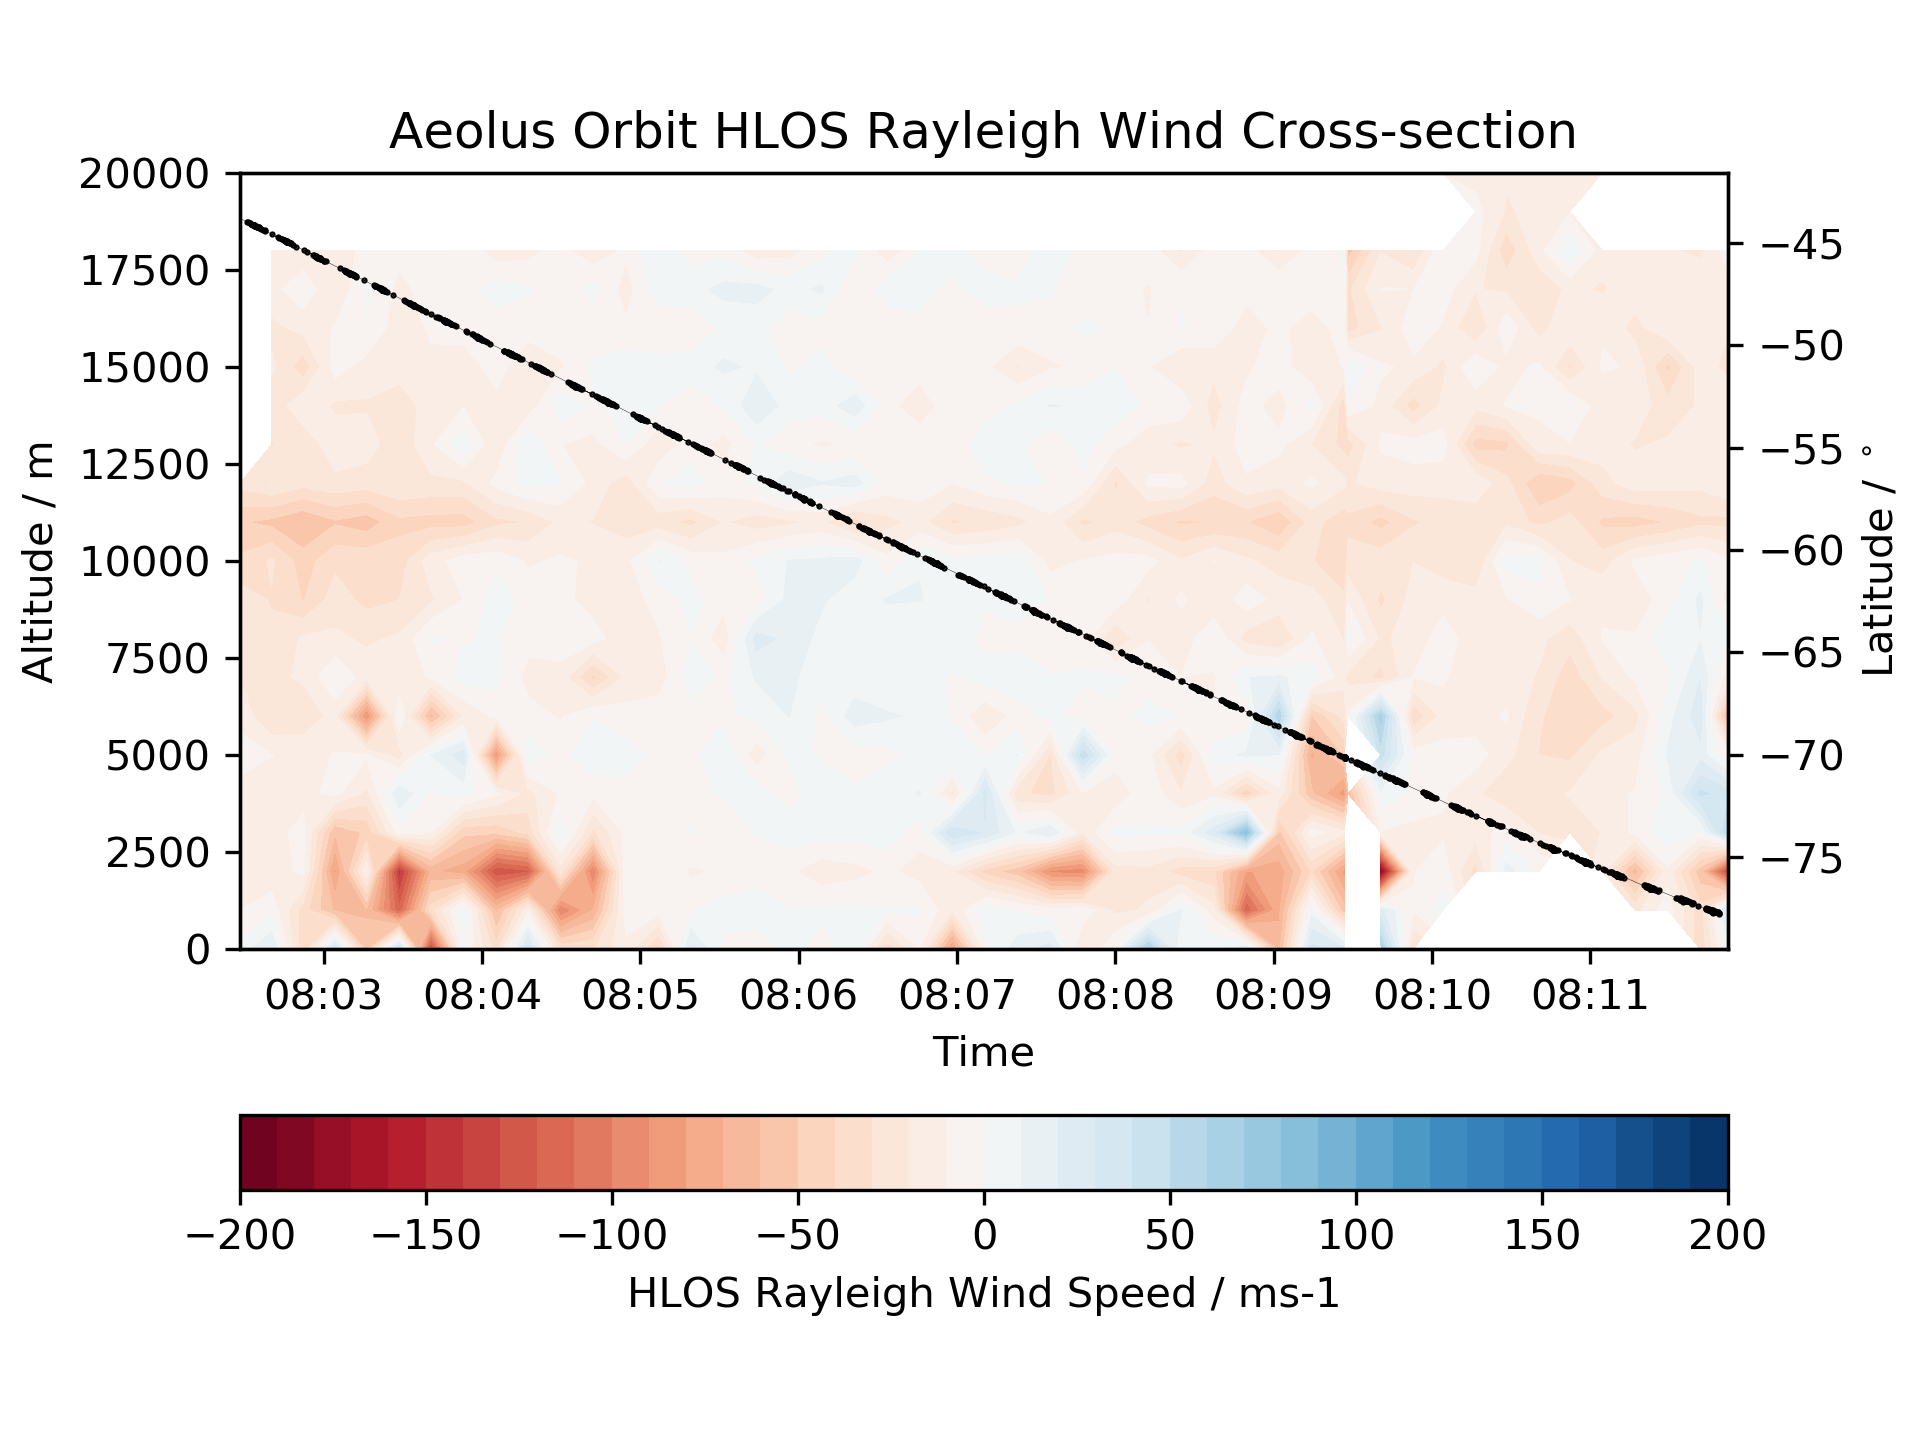 Aeolus Orbit HLOS Rayleigh Wind Cross-section
20000
17500
15000
12500
10000
7500
5000
2500
0
Altitude / m
−45
−50
−55
−60
−65
−70
−75
Latitude / °
08:03 08:04 08:05 08:06 08:07 08:08 08:09 08:10 08:11
Time
−200 −150 −100 −50 0 50 100 150 200
HLOS Rayleigh Wind Speed / ms-1